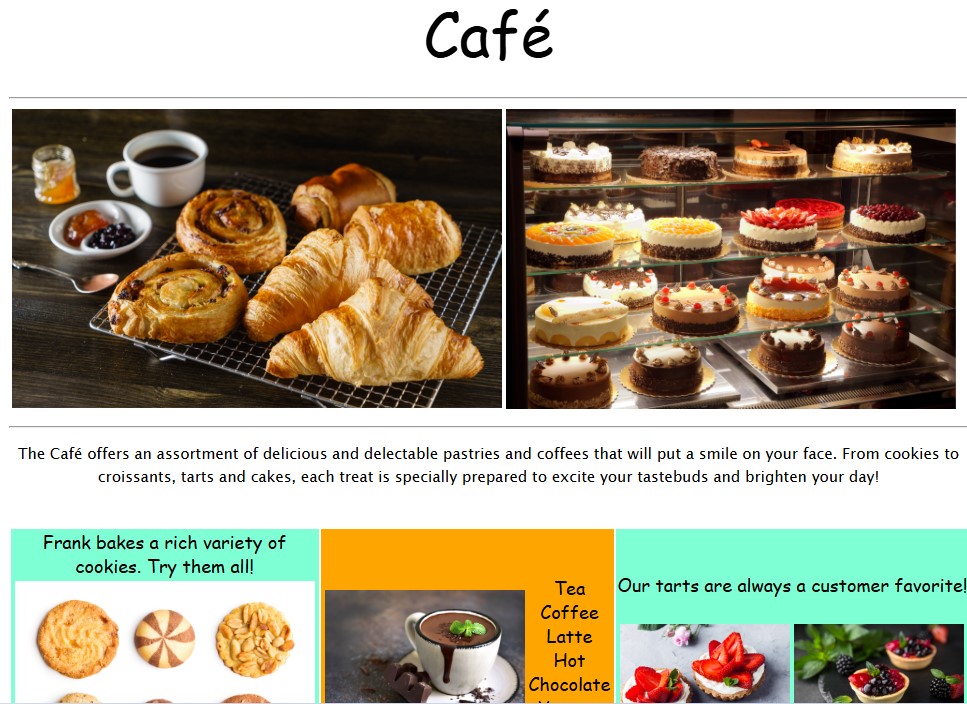 Café
The Café offers an assortment of delicious and delectable pastries and coffees that will put a smile on your face. From cookies to
croissants, tarts and cakes, each treat is specially prepared to excite your tastebuds and brighten your day!
Frank bakes a rich variety of
cookies. Try them all!
Tea
Coffee
Latte
Hot
Chocolate
Our tarts are always a customer favorite!